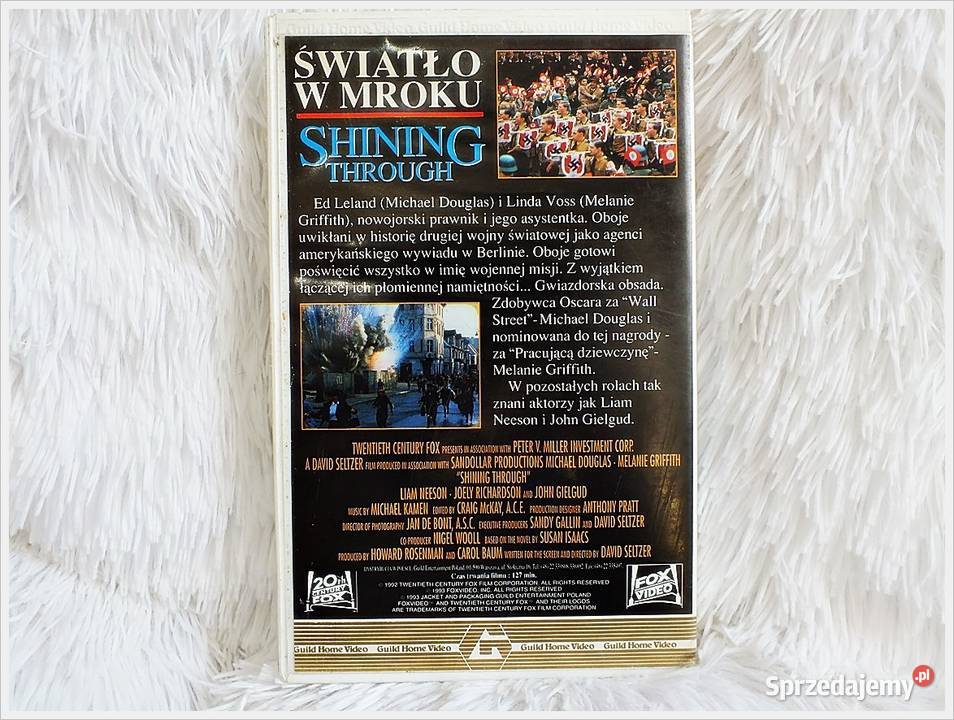 Guild Home Video Guild Home Video Guild Home Video
ŚWIATŁO
W MROKU
SHINING
THROUGH
Ed Leland (Michael Douglas) i Linda Voss (Melanie
Griffith), nowojorski prawnik i jego asystentka. Oboje
uwikłani w historię drugiej wojny światowej jako agenci
amerykańskiego wywiadu w Berlinie. Oboje gotowi
poświęcić wszystko w imię wojennej misji. Z wyjątkiem
łączącej ich płomiennej namiętności... Gwiazdorska obsada.
Zdobywca Oscara za “Wall
Street”- Michael Douglas i
nominowana do tej nagrody -
za “Pracującą dziewczynę”-
Melanie Griffith.
W pozostałych rolach tak
znani aktorzy jak Liam
Neeson i John Gielgud.
TWENTIETH CENTURY FOX PRESENTS IN ASSOCIATION WITH PETER V. MILLER INVESTMENT CORP.
A DAVID SELTZER FILM PRODUCED IN ASSOCIATION WITH SANDOLLAR PRODUCTIONS MICHAEL DOUGLAS · MELANIE GRIFFITH
“SHINING THROUGH”
LIAM NEESON · JOELY RICHARDSON AND JOHN GIELGUD
MUSIC BY MICHAEL KAMEN EDITED BY CRAIG McKAY, A.C.E. PRODUCTION DESIGNER ANTHONY PRATT
DIRECTOR OF PHOTOGRAPHY JAN DE BONT, A.S.C. EXECUTIVE PRODUCERS SANDY GALLIN AND DAVID SELTZER
CO PRODUCER NIGEL WOOLL BASED ON THE NOVEL BY SUSAN ISAACS
PRODUCED BY HOWARD ROSENMAN AND CAROL BAUM WRITTEN FOR THE SCREEN AND DIRECTED BY DAVID SELTZER
Guild Entertainment Poland
Czas trwania filmu : 127 min.
© 1992 TWENTIETH CENTURY FOX FILM CORPORATION. ALL RIGHTS RESERVED
© 1993 FOXVIDEO, INC. ALL RIGHTS RESERVED
© 1993 JACKET AND PACKAGING GUILD ENTERTAINMENT POLAND
FOXVIDEO™ AND TWENTIETH CENTURY FOX™ AND THEIR LOGOS
ARE TRADEMARKS OF TWENTIETH CENTURY FOX FILM CORPORATION
20th
CENTURY
FOX
FOX
VIDEO
Guild Home Video Guild Home Video G Guild Home Video Guild Home Video
Sprzedajemy.pl